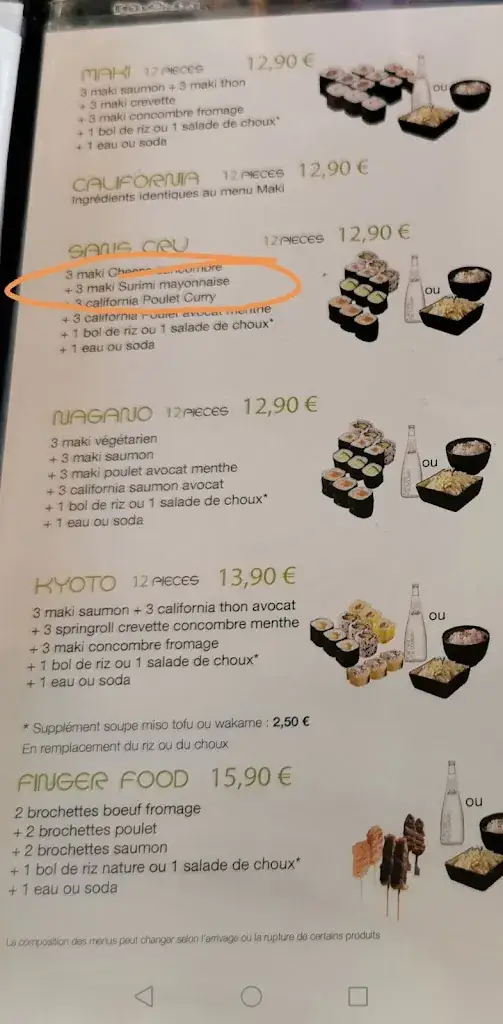 MAKI 12 PIECES 12,90 €
3 maki saumon + 3 maki thon
+ 3 maki crevette
+ 3 maki concombre fromage
+ 1 bol de riz ou 1 salade de choux*
+ 1 eau ou soda
ou
CALIFORNIA 12 PIECES 12,90 €
Ingrédients identiques au menu Maki
SANS CRU 12 PIECES 12,90 €
3 maki Cheese concombre
+ 3 maki Surimi mayonnaise
+ 3 california Poulet Curry
+ 3 california Poulet avocat menthe
+ 1 bol de riz ou 1 salade de choux*
+ 1 eau ou soda
ou
NAGANO 12 PIECES 12,90 €
3 maki végétarien
+ 3 maki saumon
+ 3 maki poulet avocat menthe
+ 3 california saumon avocat
+ 1 bol de riz ou 1 salade de choux*
+ 1 eau ou soda
ou
KYOTO 12 PIECES 13,90 €
3 maki saumon + 3 california thon avocat
+ 3 springroll crevette concombre menthe
+ 3 maki concombre fromage
+ 1 bol de riz ou 1 salade de choux*
+ 1 eau ou soda
ou
* Supplément soupe miso tofu ou wakame : 2,50 €
En remplacement du riz ou du choux
FINGER FOOD 15,90 €
2 brochettes boeuf fromage
+ 2 brochettes poulet
+ 2 brochettes saumon
+ 1 bol de riz nature ou 1 salade de choux*
+ 1 eau ou soda
ou
La composition des menus peut changer selon l'arrivage ou la rupture de certains produits